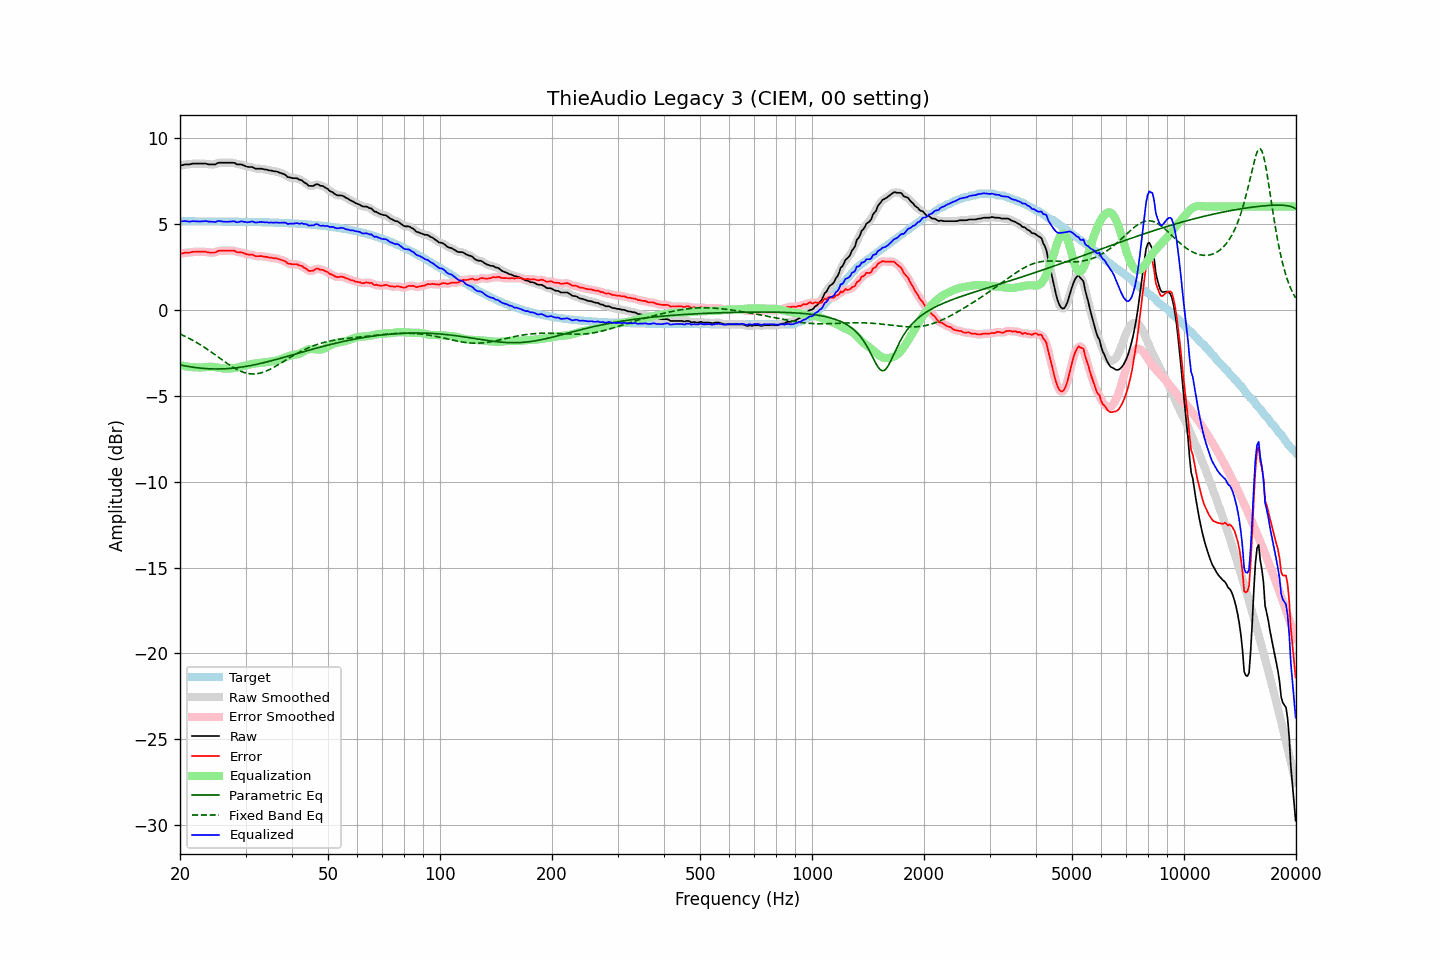 ThieAudio Legacy 3 (CIEM, 00 setting)
10
5
0
−5
−10
−15
−20
−25
−30
Amplitude (dBr)
Target
Raw Smoothed
Error Smoothed
Raw
Error
Equalization
Parametric Eq
Fixed Band Eq
Equalized
20 50 100 200 500 1000 2000 5000 10000 20000
Frequency (Hz)